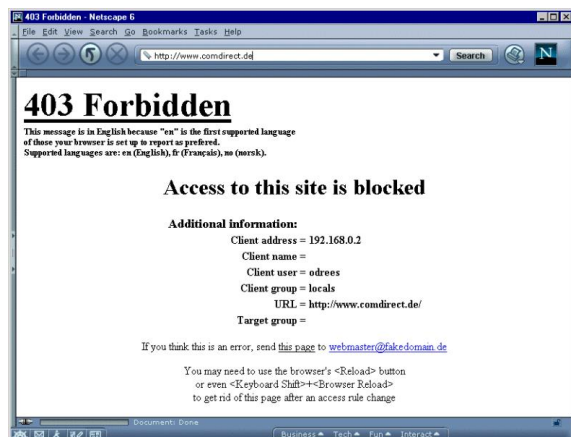 403 Forbidden - Netscape 6
File Edit View Search Go Bookmarks Tasks Help
http://www.comdirect.de
Search
N
403 Forbidden
This message is in English because "en" is the first supported language
of those your browser is set up to report as prefered.
Supported languages are: en (English), fr (Français), no (norsk).
Access to this site is blocked
Additional information:
Client address = 192.168.0.2
Client name =
Client user = odrees
Client group = locals
URL = http://www.comdirect.de/
Target group =
If you think this is an error, send this page to webmaster@fakedomain.de
You may need to use the browser's <Reload> button
or even <Keyboard Shift>+<Browser Reload>
to get rid of this page after an access rule change
Document: Done
Business Tech Fun Interact